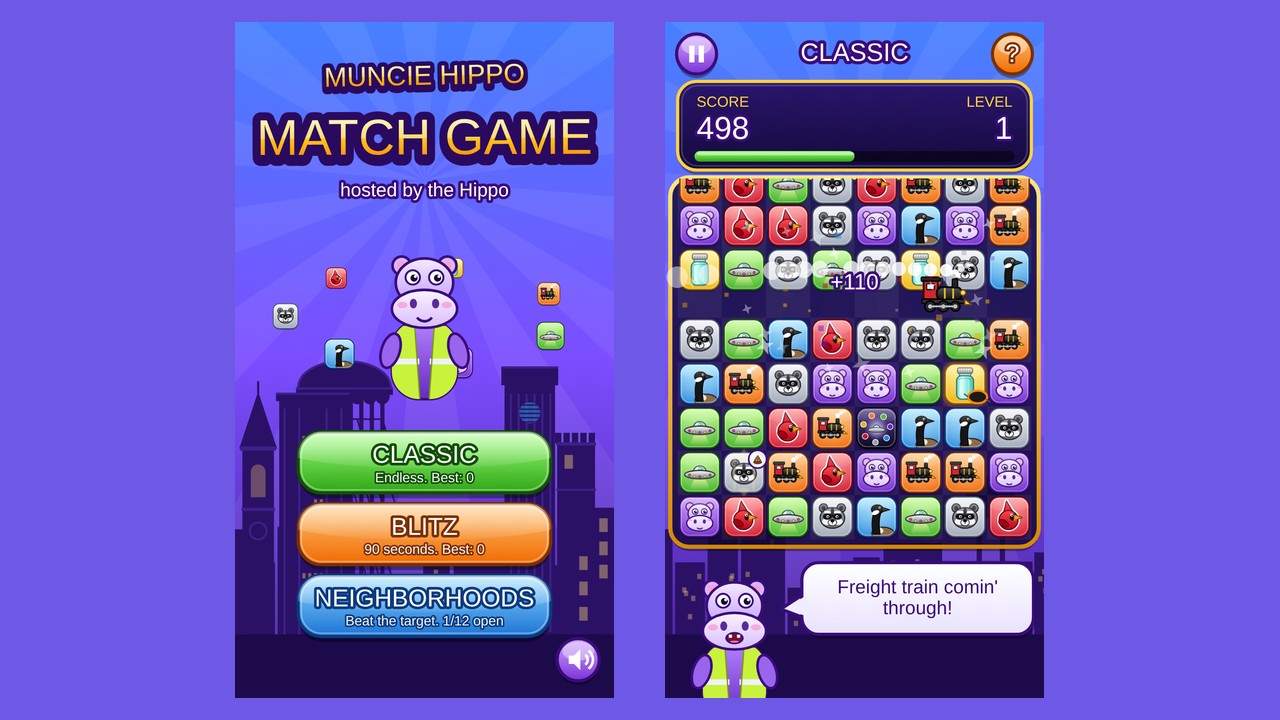 MUNCIE HIPPO
MATCH GAME
hosted by the Hippo
CLASSIC
Endless. Best: 0
BLITZ
90 seconds. Best: 0
NEIGHBORHOODS
Beat the target. 1/12 open
CLASSIC
?
SCORE
LEVEL
498
1
+110
Freight train comin'
through!